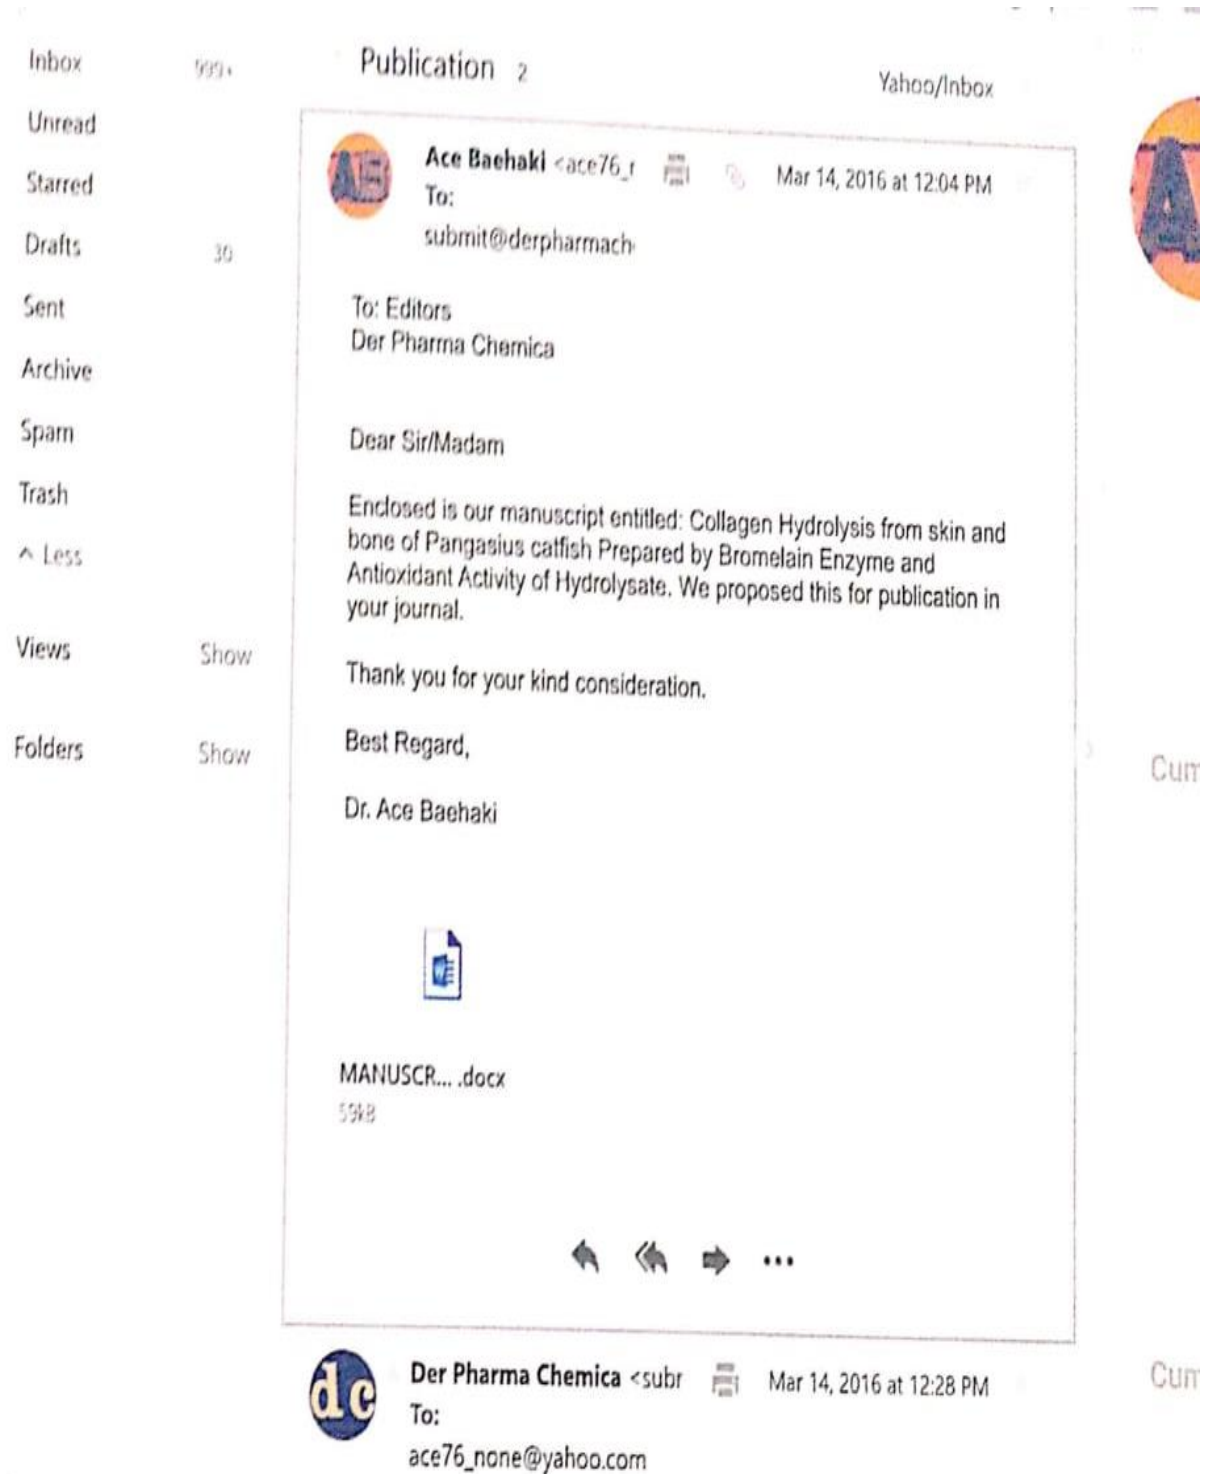 Inbox 999+
Unread
Starred
Drafts 30
Sent
Archive
Spam
Trash
^ Less
Views Show
Folders Show
Publication 2
Yahoo/Inbox
AB
Ace Baehaki <ace76_r Mar 14, 2016 at 12:04 PM
To:
submit@derpharmach
To: Editors
Der Pharma Chemica
Dear Sir/Madam
Enclosed is our manuscript entitled: Collagen Hydrolysis from skin and
bone of Pangasius catfish Prepared by Bromelain Enzyme and
Antioxidant Activity of Hydrolysate. We proposed this for publication in
your journal.
Thank you for your kind consideration.
Best Regard,
Dr. Ace Baehaki
MANUSCR... .docx
59kB
dc
Der Pharma Chemica <subr Mar 14, 2016 at 12:28 PM
To:
ace76_none@yahoo.com
A
Cum
Cum